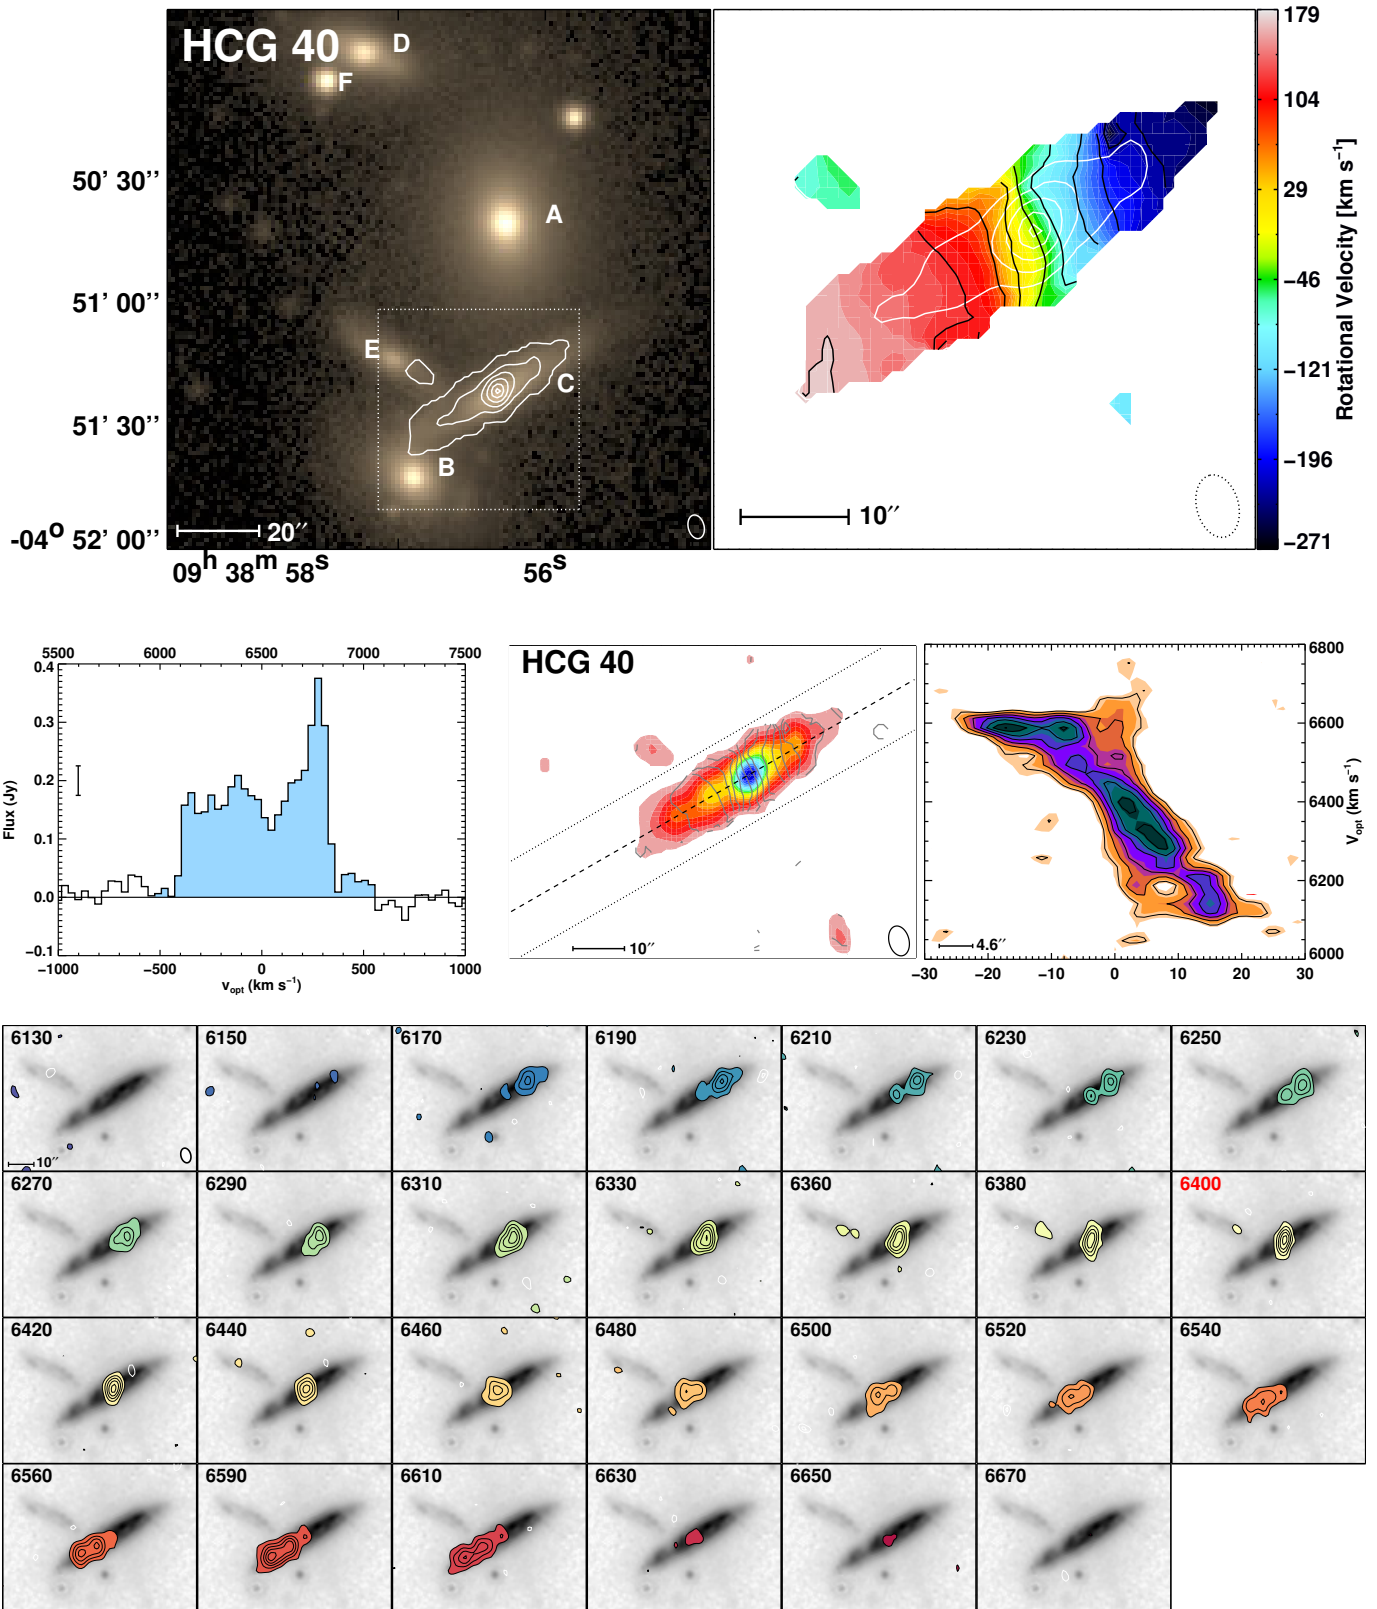 HCG 40
D
F
A
E
C
B
50’ 30’’
51’ 00’’
51’ 30’’
-04º 52’ 00’’
20′′
09ʰ 38ᵐ 58ˢ
56ˢ
10′′
179
104
29
−46
−121
−196
−271
Rotational Velocity [km s⁻¹]
5500 6000 6500 7000 7500
0.4
0.3
0.2
0.1
0.0
−0.1
Flux (Jy)
−1000 −500 0 500 1000
v_opt (km s⁻¹)
HCG 40
10′′
6800
6600
6400
6200
6000
v_opt (km s⁻¹)
4.6′′
−30 −20 −10 0 10 20 30
6130 6150 6170 6190 6210 6230 6250
10′′
6270 6290 6310 6330 6360 6380 6400
6420 6440 6460 6480 6500 6520 6540
6560 6590 6610 6630 6650 6670